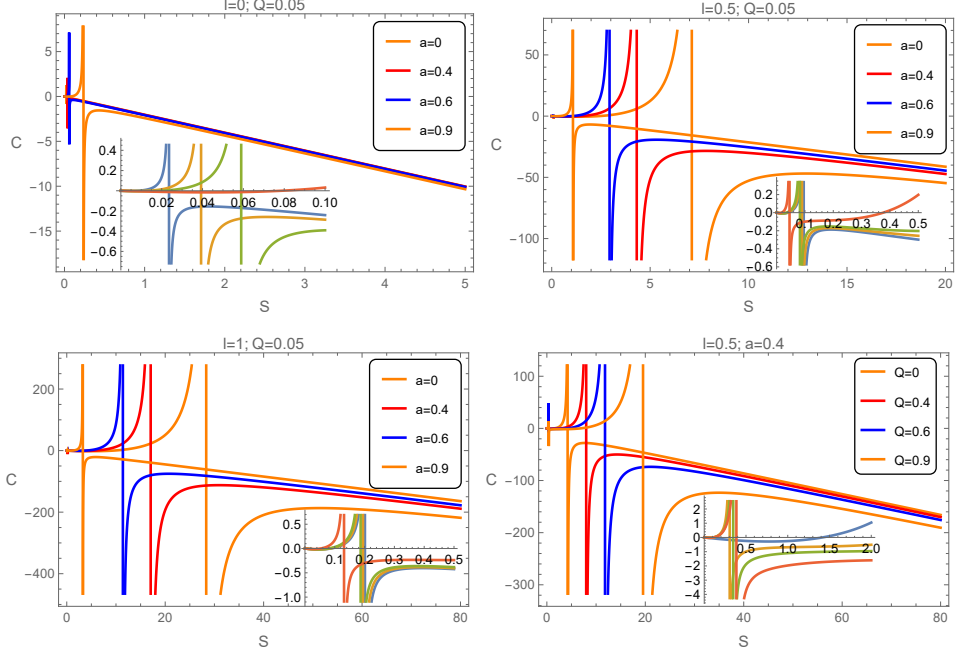 l=0; Q=0.05
C
5
0
-5
-10
-15
0
1
2
3
4
5
S
a=0
a=0.4
a=0.6
a=0.9
0.4
0.2
-0.2
-0.4
-0.6
0.02
0.04
0.06
0.08
0.10
l=0.5; Q=0.05
C
50
0
-50
-100
0
5
10
15
20
S
a=0
a=0.4
a=0.6
a=0.9
0.2
0.0
-0.2
-0.4
-0.6
0.1
0.2
0.3
0.4
0.5
l=1; Q=0.05
C
200
0
-200
-400
0
20
40
60
80
S
a=0
a=0.4
a=0.6
a=0.9
0.5
0.0
-0.5
-1.0
0.1
0.2
0.3
0.4
0.5
l=0.5; a=0.4
C
100
0
-100
-200
-300
0
20
40
60
80
S
Q=0
Q=0.4
Q=0.6
Q=0.9
2
1
0
-1
-2
-3
-4
0.5
1.0
1.5
2.0